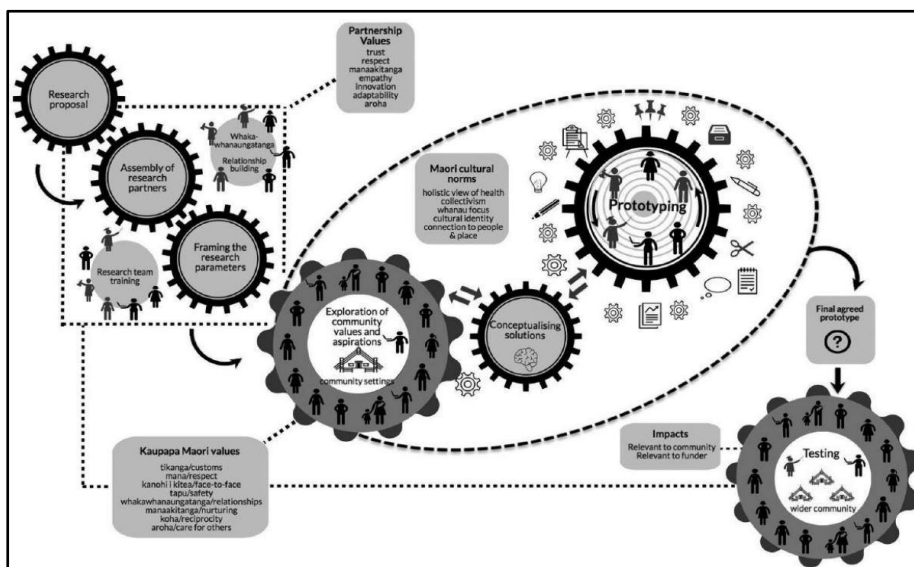 Partnership Values
trust
respect
manaakitanga
empathy
innovation
adaptability
aroha
Research
proposal
Whaka-
whanaungatanga
Relationship
building
Assembly of
research
partners
Framing the
research
parameters
Research team
training
Maori cultural
norms
holistic view of health
collectivism
whanau focus
cultural identity
connection to people
& place
Prototyping
Exploration of
community
values and
aspirations
community settings
Conceptualising
solutions
Final agreed
prototype
?
Kaupapa Maori values
tikanga/customs
mana/respect
kanohi i kitea/face-to-face
tapu/safety
whakawhanaungatanga/relationships
manaakitanga/nurturing
koha/reciprocity
aroha/care for others
Impacts
Relevant to community
Relevant to funder
Testing
wider community